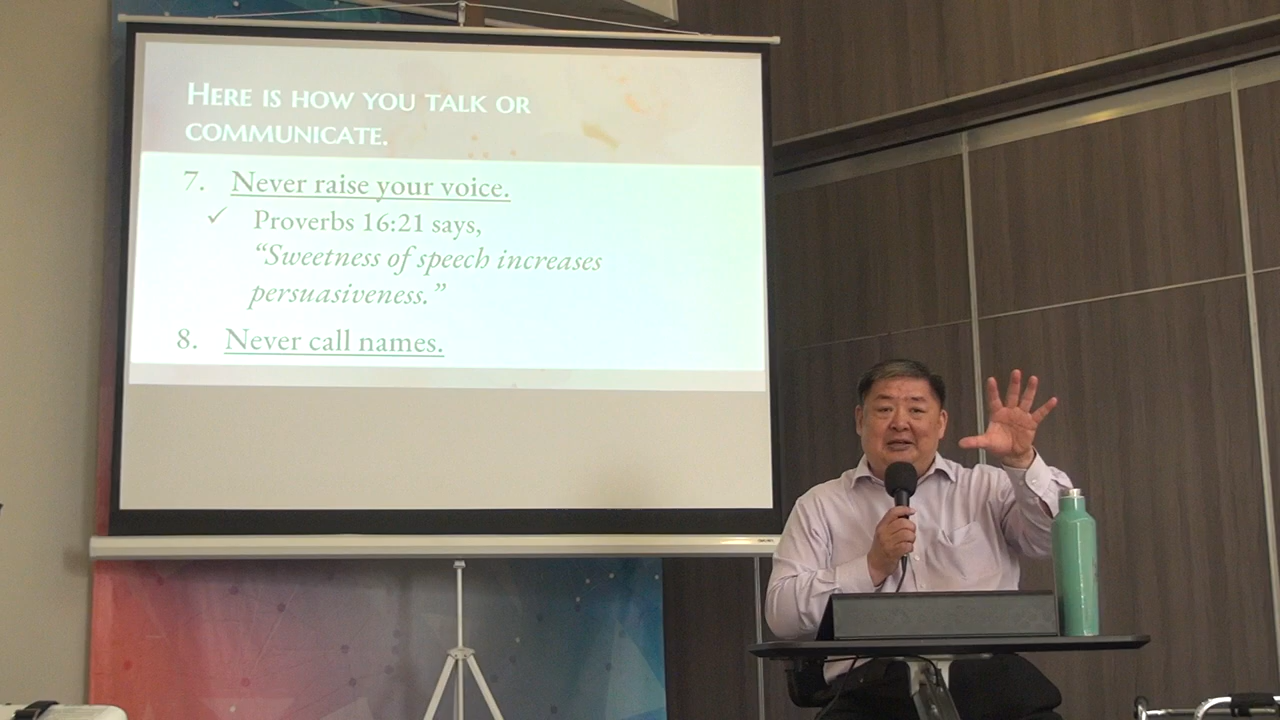 HERE IS HOW YOU TALK OR
COMMUNICATE.
7. Never raise your voice.
✓ Proverbs 16:21 says,
“Sweetness of speech increases
persuasiveness.”
8. Never call names.